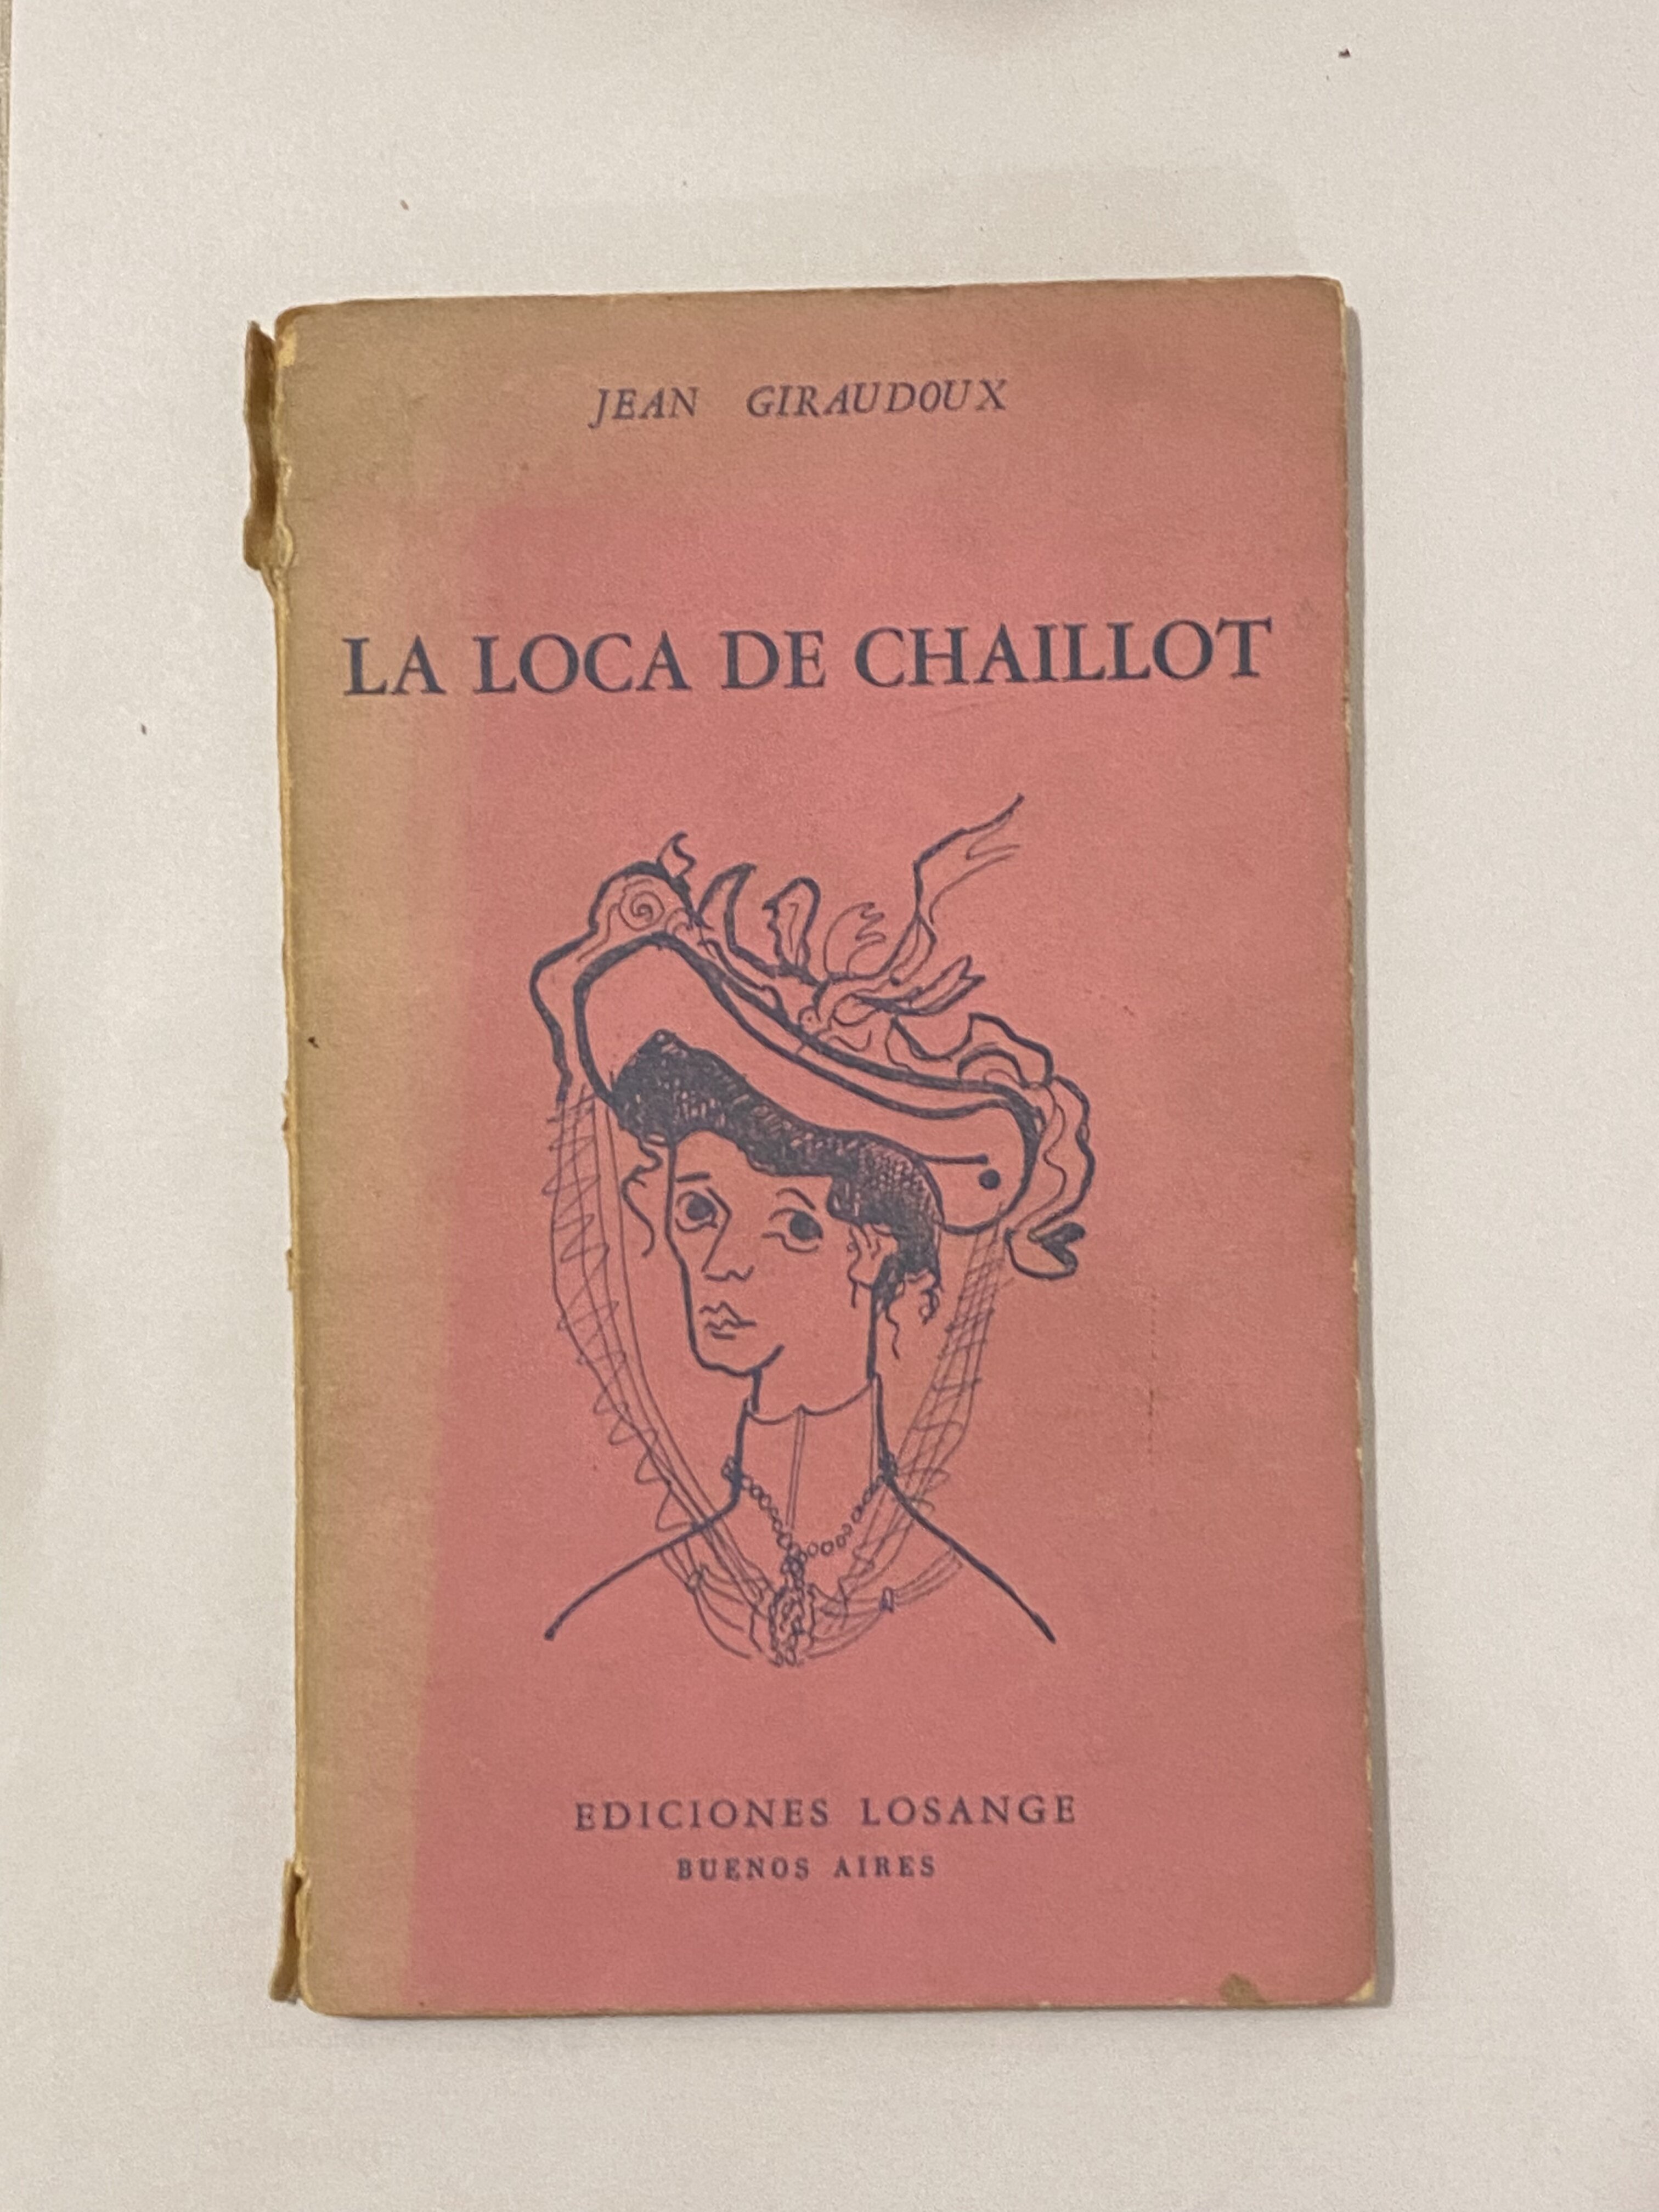 JEAN GIRAUDOUX
LA LOCA DE CHAILLOT
EDICIONES LOSANGE
BUENOS AIRES